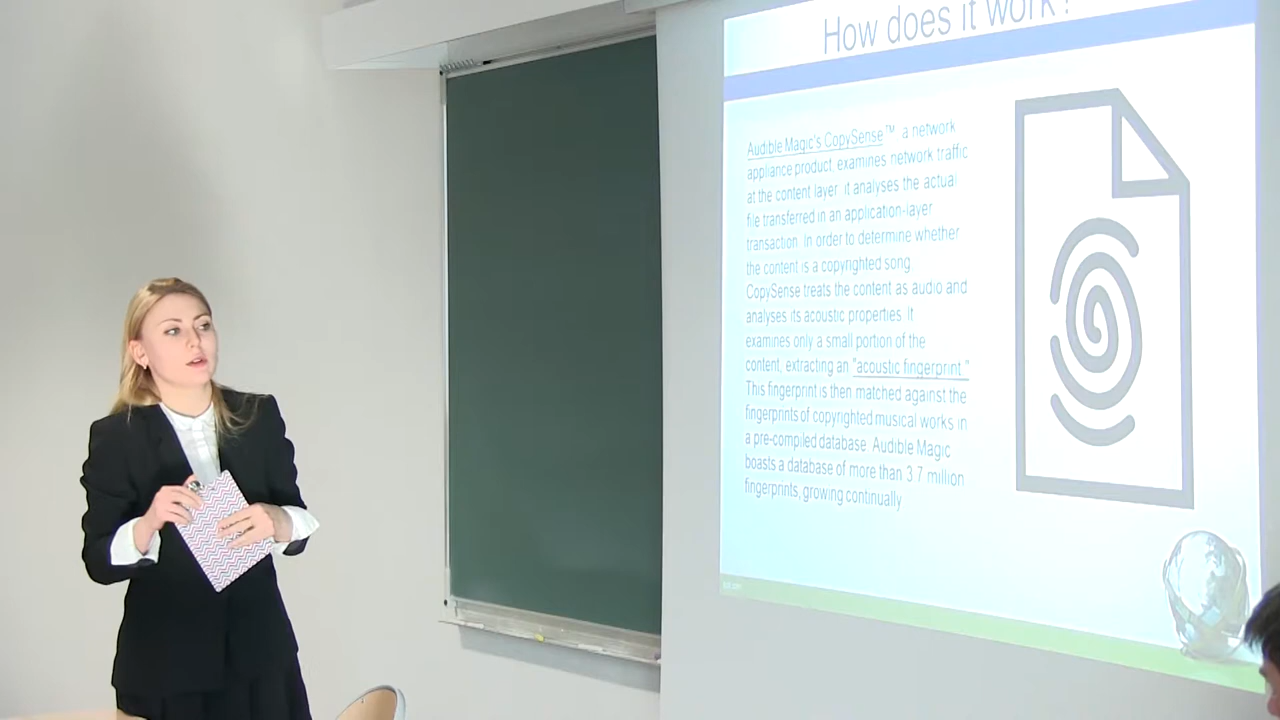 How does it work?
Audible Magic's CopySense™, a network
appliance product, examines network traffic
at the content layer: it analyses the actual
file transferred in an application-layer
transaction. In order to determine whether
the content is a copyrighted song,
CopySense treats the content as audio and
analyses its acoustic properties. It
examines only a small portion of the
content, extracting an "acoustic fingerprint."
This fingerprint is then matched against the
fingerprints of copyrighted musical works in
a pre-compiled database. Audible Magic
boasts a database of more than 3.7 million
fingerprints, growing continually